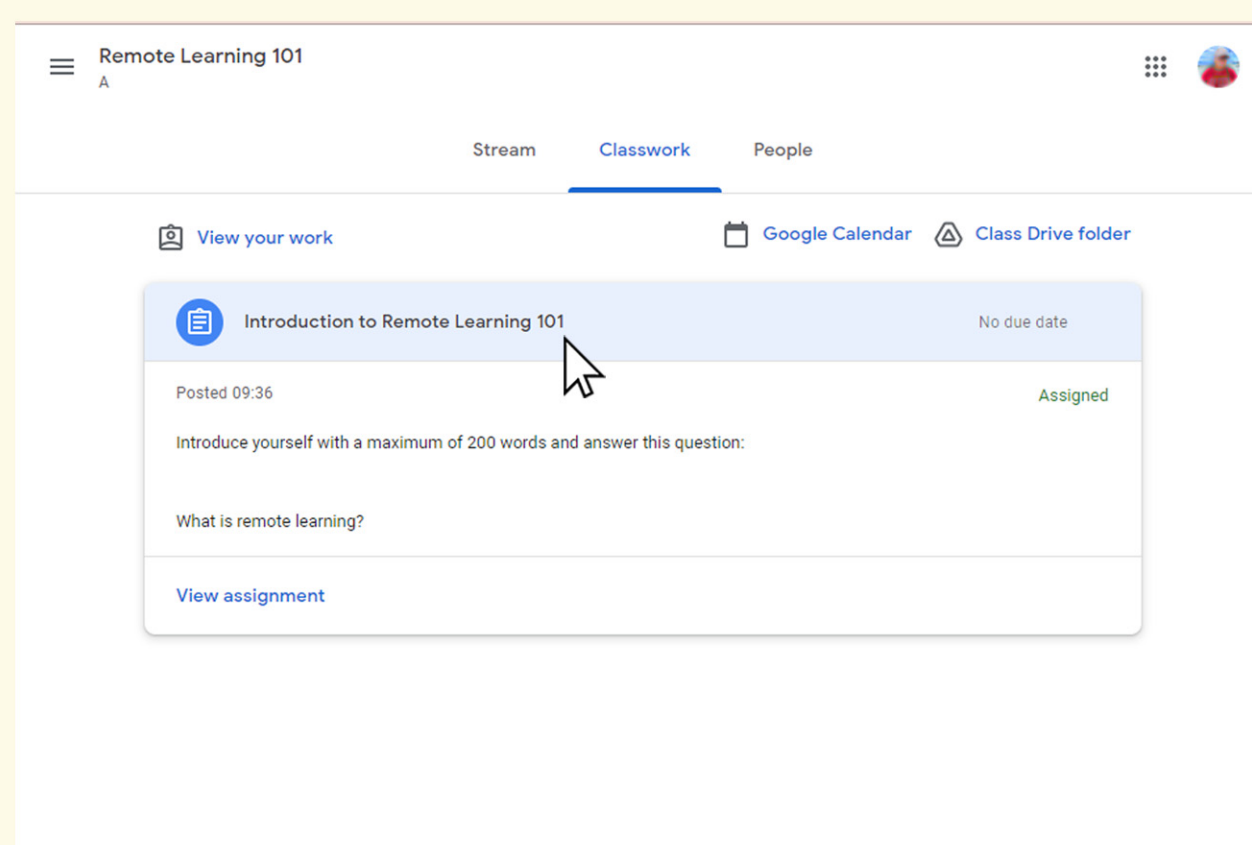 Remote Learning 101
A
Stream Classwork People
View your work Google Calendar Class Drive folder
Introduction to Remote Learning 101 No due date
Posted 09:36 Assigned
Introduce yourself with a maximum of 200 words and answer this question:
What is remote learning?
View assignment